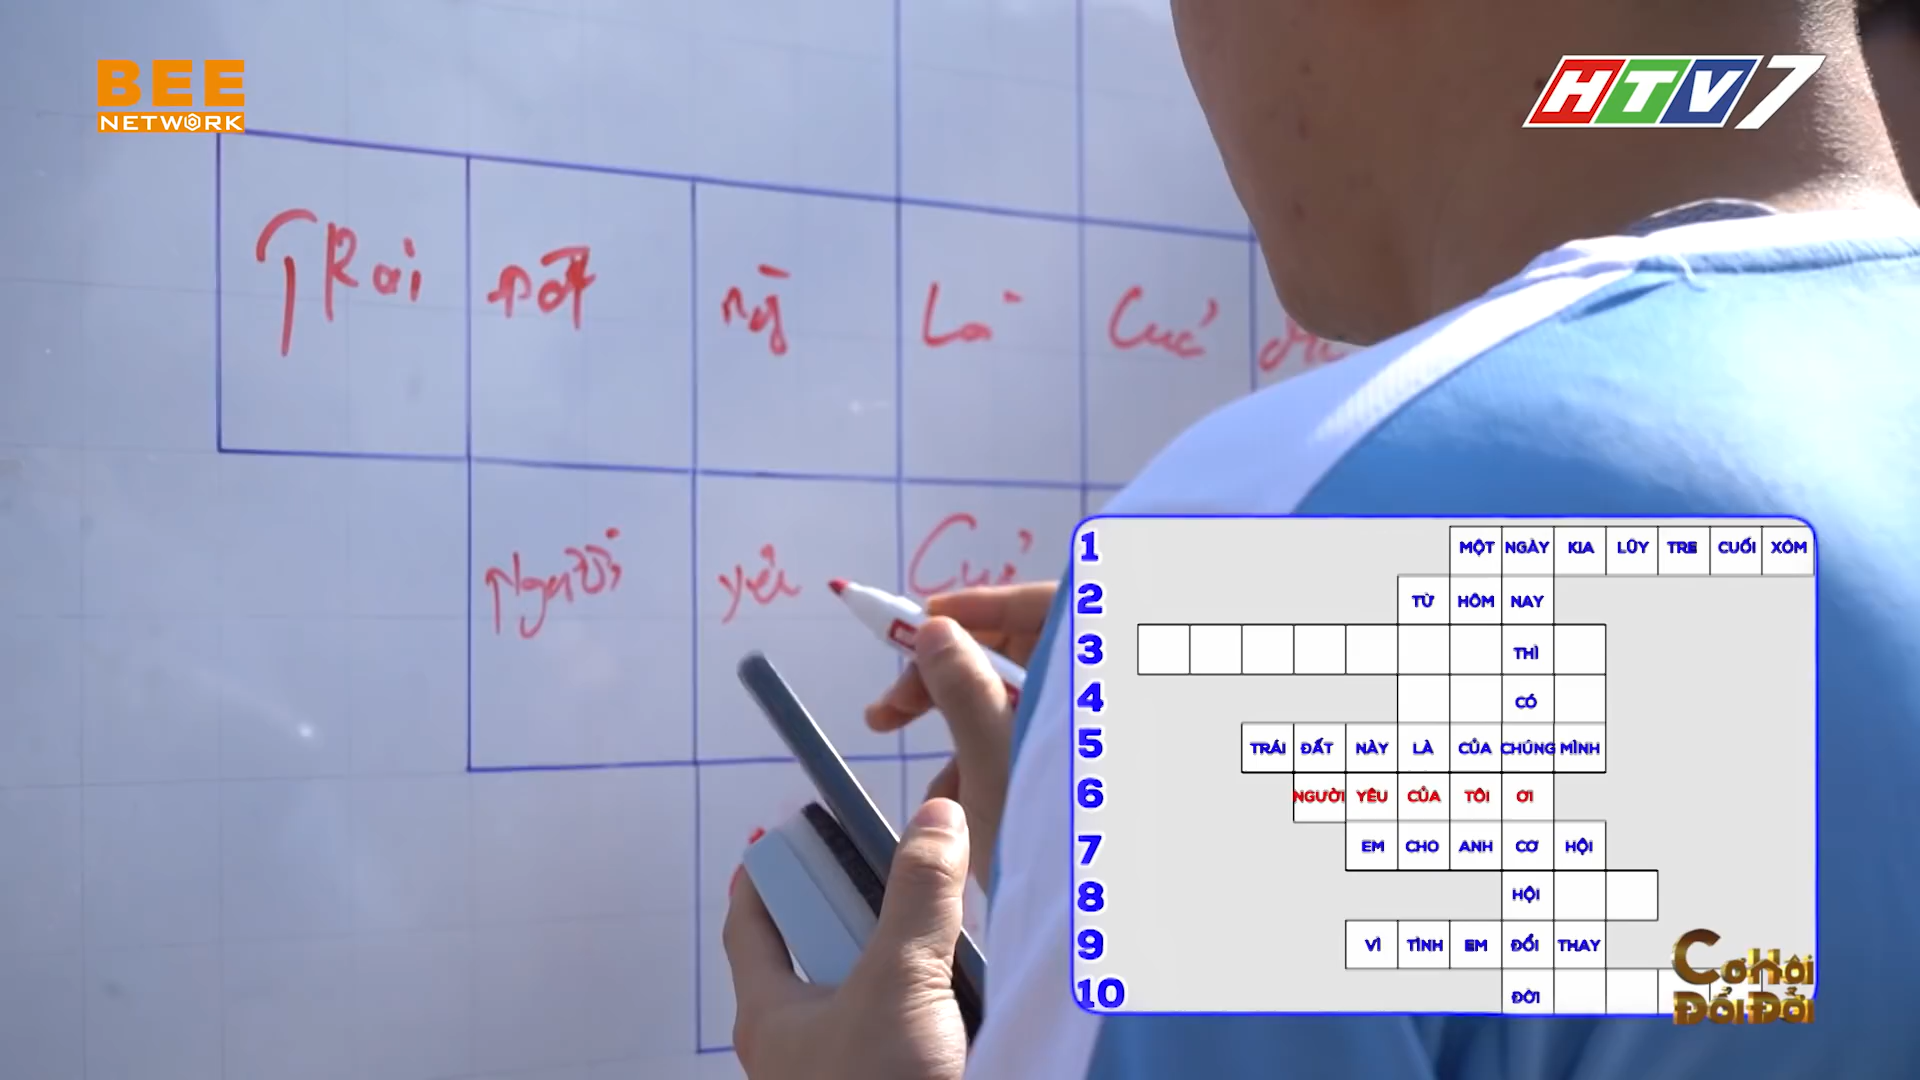 BEE
NETWORK
HTV7
TRái Đất này Là Củả
Người yêu Củả
1 MỘT NGÀY KIA LŨY TRE CUỐI XÓM
2 TỪ HÔM NAY
3 THÌ
4 CÓ
5 TRÁI ĐẤT NÀY LÀ CỦA CHÚNG MÌNH
6 NGƯỜI YÊU CỦA TÔI ƠI
7 EM CHO ANH CƠ HỘI
8 HỘI
9 VÌ TÌNH EM ĐỔI THAY
10 ĐỜI
CƠ HỘI
ĐỔI ĐỜI